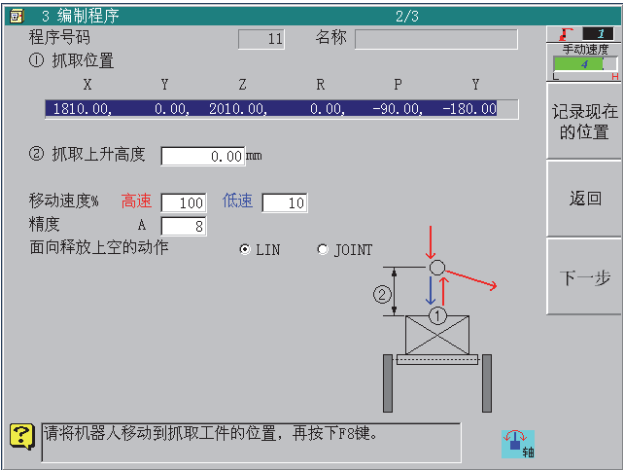 3 编制程序 2/3
程序号码 11 名称
① 抓取位置
X Y Z R P Y
1810.00, 0.00, 2010.00, 0.00, -90.00, -180.00
② 抓取上升高度 0.00 mm
移动速度% 高速 100 低速 10
精度 A 8
面向释放上空的动作 LIN JOINT
②
①
请将机器人移动到抓取工件的位置，再按下F8键。
轴
1
手动速度
4
L H
记录现在
的位置
返回
下一步